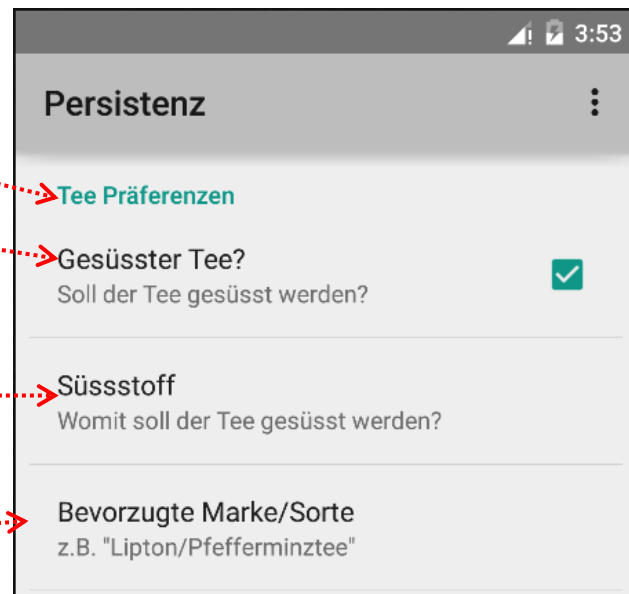 3:53
Persistenz
Tee Präferenzen
Gesüsster Tee?
Soll der Tee gesüsst werden?
Süssstoff
Womit soll der Tee gesüsst werden?
Bevorzugte Marke/Sorte
z.B. "Lipton/Pfefferminztee"